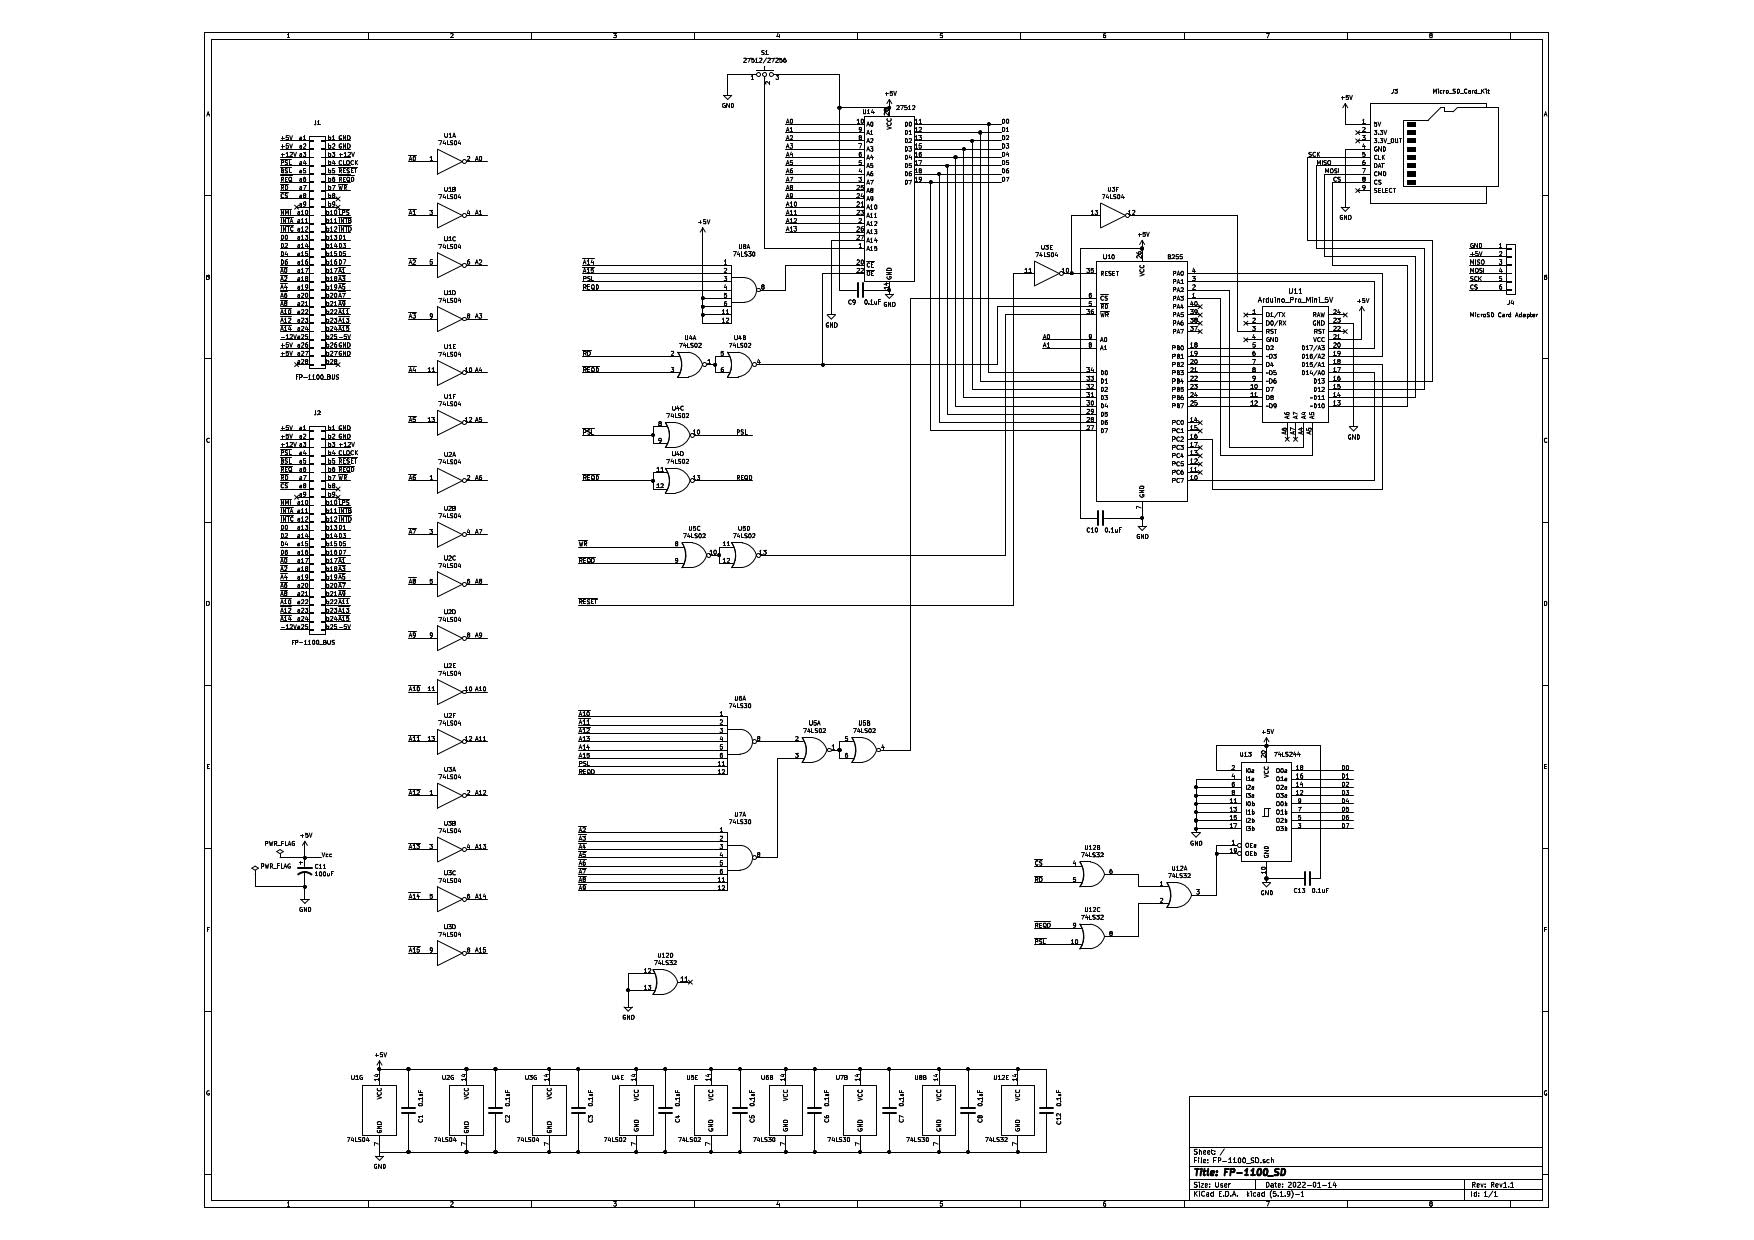 S1
27512/27256
GND
+5V
U14
27512
J3
Micro_SD_Card_Kit
+5V
1 5V
2 3.3V
3 3.3V_OUT
4 GND
5 CLK
6 DAT
7 CMD
8 CS
9 SELECT
SCK
MISO
MOSI
CS
GND
J1
+5V a1 b1 GND
+5V a2 b2 GND
+12V a3 b3 +12V
PSL a4 b4 CLOCK
BSL a5 b5 RESET
REQ a6 b6 REQD
RD a7 b7 WR
CS a8 b8
a9 b9
NMI a10 b10 LPS
INTA a11 b11 INTB
INTC a12 b12 INTD
D0 a13 b13 D1
D2 a14 b14 D3
D4 a15 b15 D5
D6 a16 b16 D7
A0 a17 b17 A1
A2 a18 b18 A3
A4 a19 b19 A5
A6 a20 b20 A7
A8 a21 b21 A9
A10 a22 b22 A11
A12 a23 b23 A13
A14 a24 b24 A15
-12V a25 b25 -5V
+5V a26 b26 GND
+5V a27 b27 GND
a28 b28
FP-1100_BUS
J2
+5V a1 b1 GND
+5V a2 b2 GND
+12V a3 b3 +12V
PSL a4 b4 CLOCK
BSL a5 b5 RESET
REQ a6 b6 REQD
RD a7 b7 WR
CS a8 b8
a9 b9
NMI a10 b10 LPS
INTA a11 b11 INTB
INTC a12 b12 INTD
D0 a13 b13 D1
D2 a14 b14 D3
D4 a15 b15 D5
D6 a16 b16 D7
A0 a17 b17 A1
A2 a18 b18 A3
A4 a19 b19 A5
A6 a20 b20 A7
A8 a21 b21 A9
A10 a22 b22 A11
A12 a23 b23 A13
A14 a24 b24 A15
-12V a25 b25 -5V
FP-1100_BUS
U1A
74LS04
A0 1 2 A0
U1B
74LS04
A1 3 4 A1
U1C
74LS04
A2 5 6 A2
U1D
74LS04
A3 9 8 A3
U1E
74LS04
A4 11 10 A4
U1F
74LS04
A5 13 12 A5
U2A
74LS04
A6 1 2 A6
U2B
74LS04
A7 3 4 A7
U2C
74LS04
A8 5 6 A8
U2D
74LS04
A9 9 8 A9
U2E
74LS04
A10 11 10 A10
U2F
74LS04
A11 13 12 A11
U3A
74LS04
A12 1 2 A12
U3B
74LS04
A13 3 4 A13
U3C
74LS04
A14 5 6 A14
U3D
74LS04
A15 9 8 A15
A0 10 A0 D0 11 D0
A1 9 A1 D1 12 D1
A2 8 A2 D2 13 D2
A3 7 A3 D3 15 D3
A4 6 A4 D4 16 D4
A5 5 A5 D5 17 D5
A6 4 A6 D6 18 D6
A7 3 A7 D7 19 D7
A8 25 A8
A9 24 A9
A10 21 A10
A11 23 A11
A12 2 A12
A13 26 A13
27 A14
1 A15
20 CE
22 OE
VCC
GND
C9 0.1uF
GND
GND
+5V
U8A
74LS30
A14 1
A15 2
PSL 3
REQD 4
5
6
11
12
8
U4A
74LS02
U4B
74LS02
RD 2
REQD 3
1 5 6 4
U4C
74LS02
PSL 8 9 10 PSL
U4D
74LS02
REQD 11 12 13 REQD
U5C
74LS02
U5D
74LS02
WR 8
REQD 9
10 11 12 13
RESET
U6A
74LS30
A10 1
A11 2
A12 3
A13 4
A14 5
A15 6
PSL 11
REQD 12
8
U5A
74LS02
U5B
74LS02
2 3 1 5 6 4
U7A
74LS30
A2 1
A3 2
A4 3
A5 4
A6 5
A7 6
A8 11
A9 12
8
U3F
74LS04
13 12
U3E
74LS04
11 10
+5V
U10
8255
35 RESET
6 CS
5 RD
36 WR
A0 9 A0
A1 8 A1
34 D0
33 D1
32 D2
31 D3
30 D4
29 D5
28 D6
27 D7
PA0 4
PA1 3
PA2 2
PA3 1
PA4 40
PA5 39
PA6 38
PA7 37
PB0 18
PB1 19
PB2 20
PB3 21
PB4 22
PB5 23
PB6 24
PB7 25
PC0 14
PC1 15
PC2 16
PC3 17
PC4 13
PC5 12
PC6 11
PC7 10
VCC
GND
7
C10 0.1uF
GND
U11
Arduino_Pro_Mini_5V
+5V
1 D1/TX RAW 24
2 D0/RX GND 23
3 RST RST 22
4 GND VCC 21
5 D2 D17/A3 20
6 ~D3 D16/A2 19
7 D4 D15/A1 18
8 ~D5 D14/A0 17
9 ~D6 D13 16
10 D7 D12 15
11 D8 ~D11 14
12 ~D9 ~D10 13
A6 A7 A4 A5
GND
GND 1
+5V 2
MISO 3
MOSI 4
SCK 5
CS 6
J4
MicroSD Card Adapter
+5V
U13
74LS244
2 I0a O0a 18 D0
4 I1a O1a 16 D1
6 I2a O2a 14 D2
8 I3a O3a 12 D3
11 I0b O0b 9 D4
13 I1b O1b 7 D5
15 I2b O2b 5 D6
17 I3b O3b 3 D7
1 OEa
19 OEb
VCC
20
GND
10
GND
GND
C13 0.1uF
U12B
74LS32
CS 4
RD 5
6
U12A
74LS32
1 2 3
U12C
74LS32
REQD 9
PSL 10
8
U12D
74LS32
12 13 11
GND
+5V
PWR_FLAG
Vcc
PWR_FLAG
C11
100uF
GND
+5V
U1G 14 VCC GND 7 74LS04 C1 0.1uF
U2G 14 VCC GND 7 74LS04 C2 0.1uF
U3G 14 VCC GND 7 74LS04 C3 0.1uF
U4E 14 VCC GND 7 74LS02 C4 0.1uF
U5E 14 VCC GND 7 74LS02 C5 0.1uF
U6B 14 VCC GND 7 74LS30 C6 0.1uF
U7B 14 VCC GND 7 74LS30 C7 0.1uF
U8B 14 VCC GND 7 74LS30 C8 0.1uF
U12E 14 VCC GND 7 74LS32 C12 0.1uF
GND
Sheet: /
File: FP-1100_SD.sch
Title: FP-1100_SD
Size: User Date: 2022-01-14 Rev: Rev1.1
KiCad E.D.A. kicad (5.1.9)-1 Id: 1/1